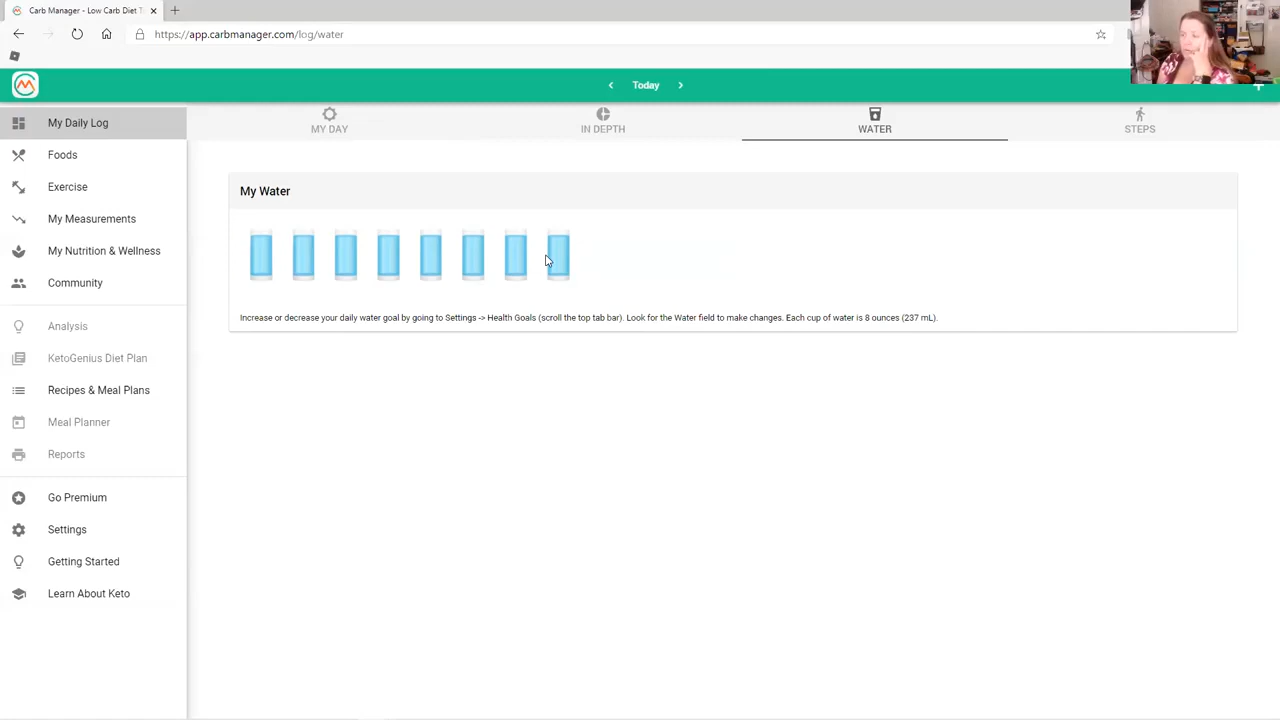 Carb Manager - Low Carb Diet T
https://app.carbmanager.com/log/water
Today
My Daily Log
Foods
Exercise
My Measurements
My Nutrition & Wellness
Community
Analysis
KetoGenius Diet Plan
Recipes & Meal Plans
Meal Planner
Reports
Go Premium
Settings
Getting Started
Learn About Keto
MY DAY
IN DEPTH
WATER
STEPS
My Water
Increase or decrease your daily water goal by going to Settings -> Health Goals (scroll the top tab bar). Look for the Water field to make changes. Each cup of water is 8 ounces (237 mL).